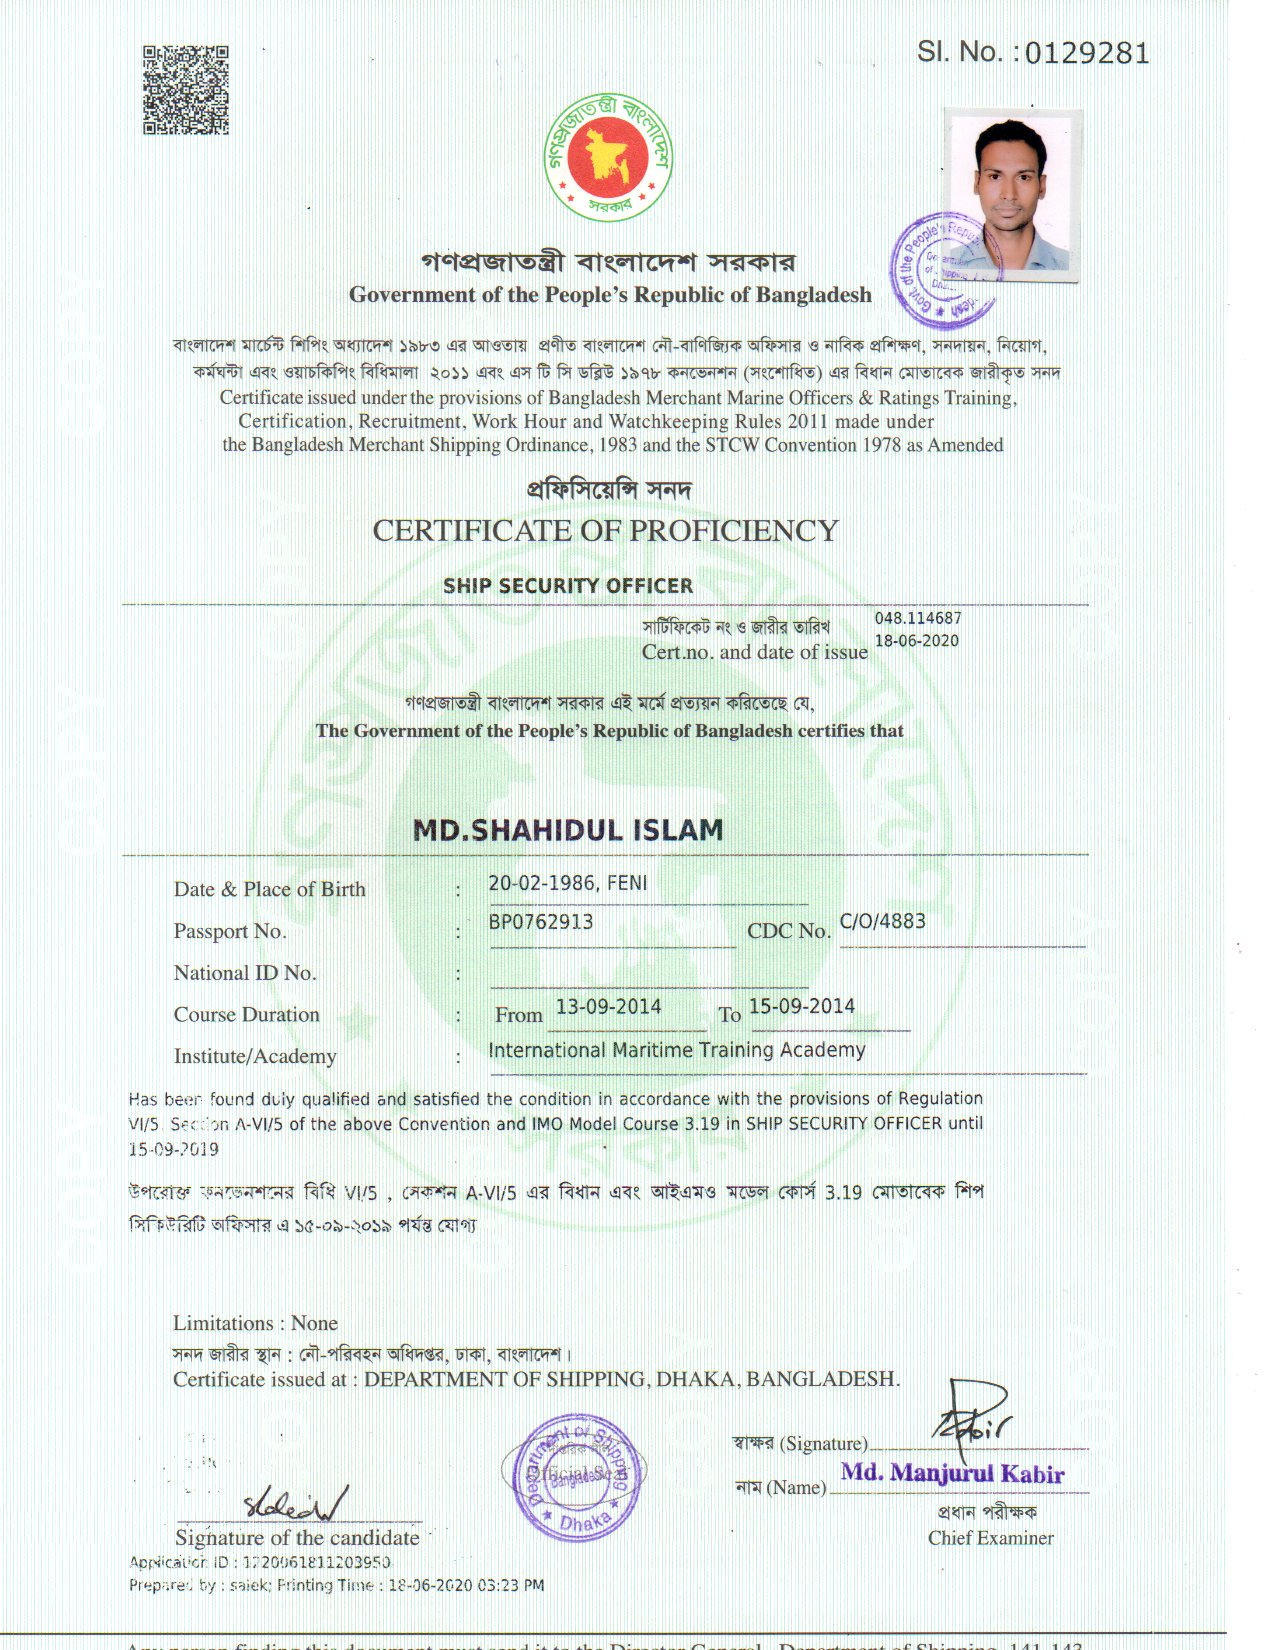 Sl. No. : 0129281
গণপ্রজাতন্ত্রী বাংলাদেশ
সরকার
গণপ্রজাতন্ত্রী বাংলাদেশ সরকার
Government of the People's Republic of Bangladesh
বাংলাদেশ মার্চেন্ট শিপিং অধ্যাদেশ ১৯৮৩ এর আওতায় প্রণীত বাংলাদেশ নৌ-বাণিজ্যিক অফিসার ও নাবিক প্রশিক্ষণ, সনদায়ন, নিয়োগ,
কর্মঘন্টা এবং ওয়াচকিপিং বিধিমালা ২০১১ এবং এস টি সি ডব্লিউ ১৯৭৮ কনভেনশন (সংশোধিত) এর বিধান মোতাবেক জারীকৃত সনদ
Certificate issued under the provisions of Bangladesh Merchant Marine Officers & Ratings Training,
Certification, Recruitment, Work Hour and Watchkeeping Rules 2011 made under
the Bangladesh Merchant Shipping Ordinance, 1983 and the STCW Convention 1978 as Amended
প্রফিসিয়েন্সি সনদ
CERTIFICATE OF PROFICIENCY
SHIP SECURITY OFFICER
সার্টিফিকেট নং ও জারীর তারিখ 048.114687
Cert.no. and date of issue 18-06-2020
গণপ্রজাতন্ত্রী বাংলাদেশ সরকার এই মর্মে প্রত্যয়ন করিতেছে যে,
The Government of the People's Republic of Bangladesh certifies that
MD.SHAHIDUL ISLAM
Date & Place of Birth : 20-02-1986, FENI
Passport No. : BP0762913 CDC No. C/O/4883
National ID No. :
Course Duration : From 13-09-2014 To 15-09-2014
Institute/Academy : International Maritime Training Academy
Has been found duly qualified and satisfied the condition in accordance with the provisions of Regulation
VI/5 Section A-VI/5 of the above Convention and IMO Model Course 3.19 in SHIP SECURITY OFFICER until
15-09-2019
উপরোক্ত কনভেনশনের বিধি VI/5 , সেকশন A-VI/5 এর বিধান এবং আইএমও মডেল কোর্স 3.19 মোতাবেক শিপ
সিকিউরিটি অফিসার এ ১৫-০৯-২০১৯ পর্যন্ত যোগ্য
Limitations : None
সনদ জারীর স্থান : নৌ-পরিবহন অধিদপ্তর, ঢাকা, বাংলাদেশ।
Certificate issued at : DEPARTMENT OF SHIPPING, DHAKA, BANGLADESH.
স্বাক্ষর (Signature)
নাম (Name) Md. Manjurul Kabir
প্রধান পরীক্ষক
Chief Examiner
Department of Shipping
Bangladesh
Dhaka
Official Seal
Signature of the candidate
Application ID : 1220061811203950
Prepared by : saiek; Printing Time : 18-06-2020 03:23 PM